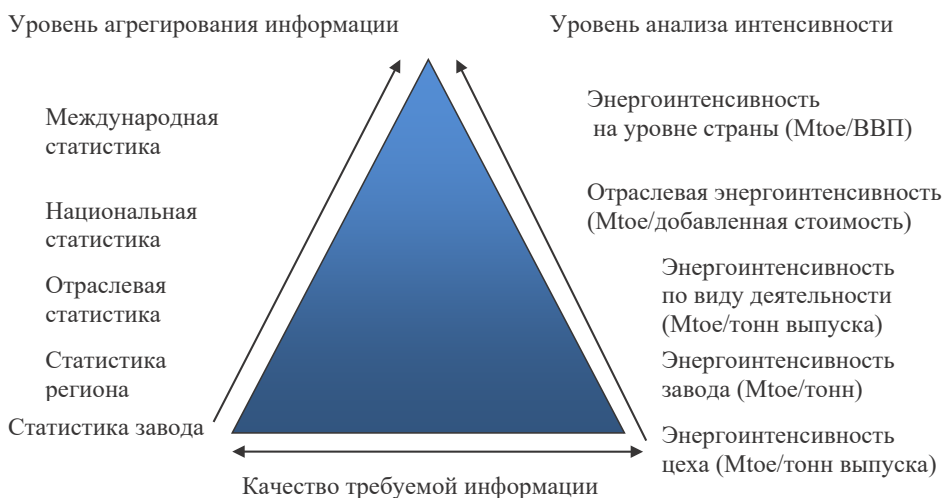 Уровень агрегирования информации
Международная
статистика
Национальная
статистика
Отраслевая
статистика
Статистика
региона
Статистика завода
Уровень анализа интенсивности
Энергоинтенсивность
на уровне страны (Mtoe/ВВП)
Отраслевая энергоинтенсивность
(Mtoe/добавленная стоимость)
Энергоинтенсивность
по виду деятельности
(Mtoe/тонн выпуска)
Энергоинтенсивность
завода (Mtoe/тонн)
Энергоинтенсивность
цеха (Mtoe/тонн выпуска)
Качество требуемой информации